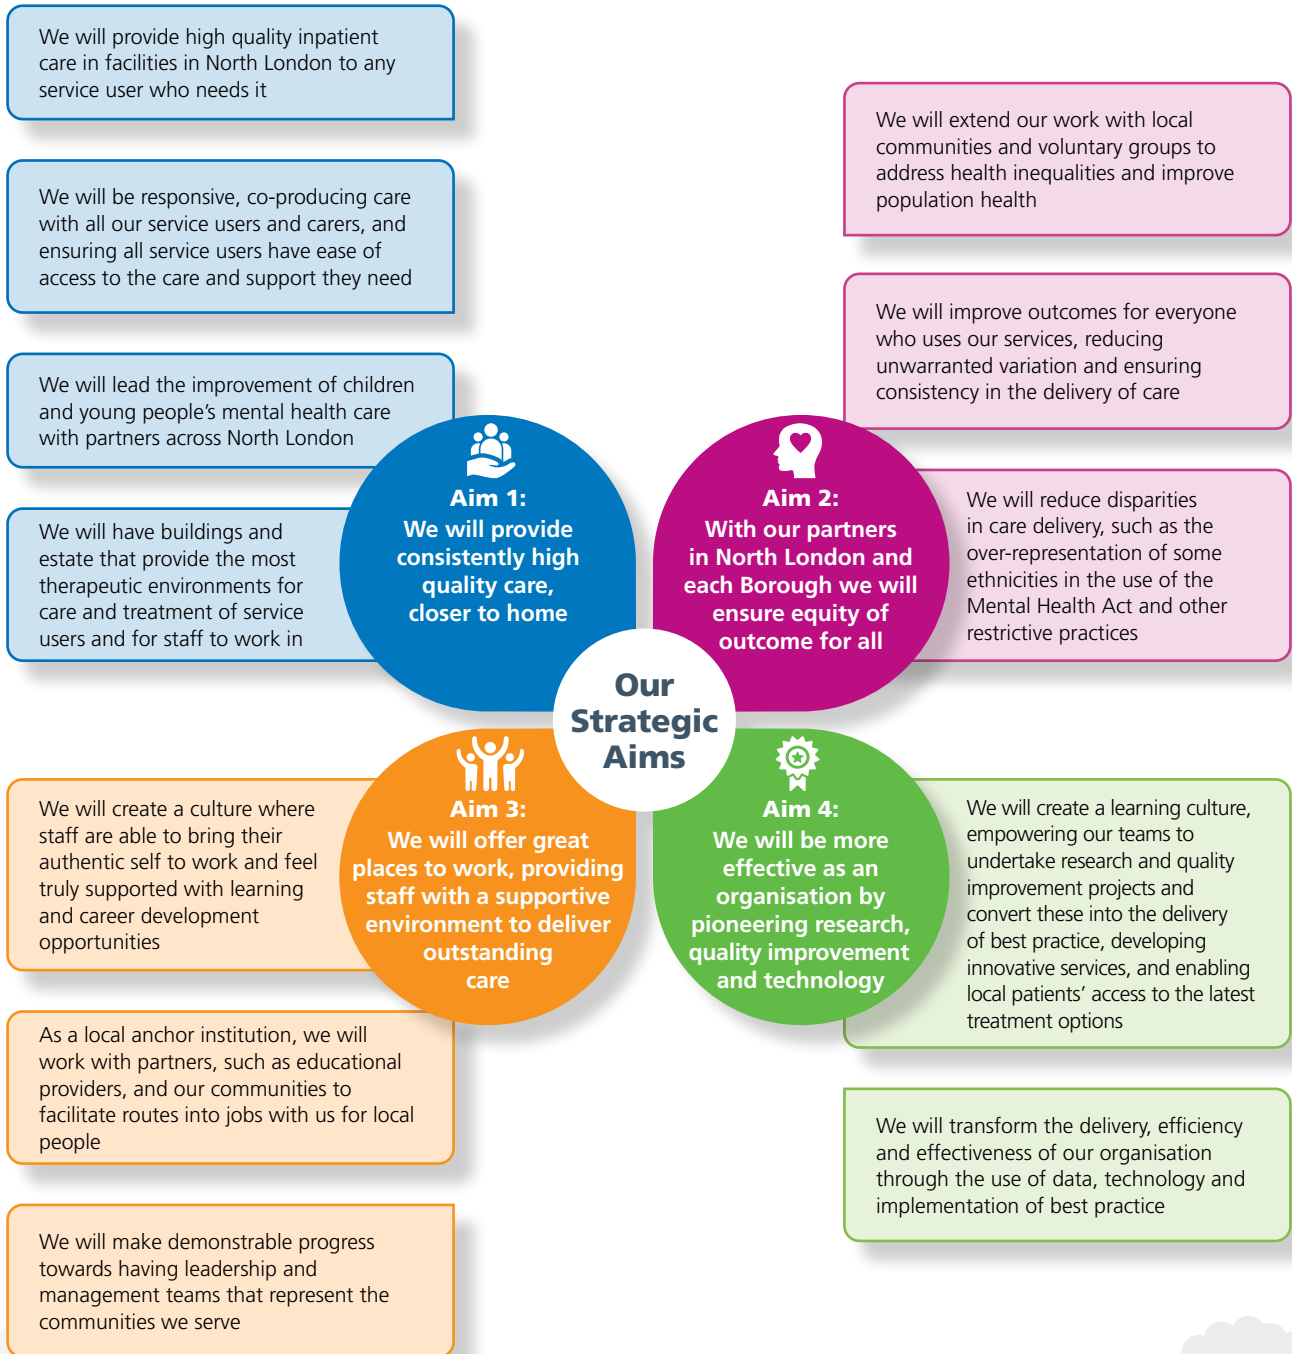 We will provide high quality inpatient
care in facilities in North London to any
service user who needs it
We will be responsive, co-producing care
with all our service users and carers, and
ensuring all service users have ease of
access to the care and support they need
We will lead the improvement of children
and young people’s mental health care
with partners across North London
We will have buildings and
estate that provide the most
therapeutic environments for
care and treatment of service
users and for staff to work in
Aim 1:
We will provide
consistently high
quality care,
closer to home
We will extend our work with local
communities and voluntary groups to
address health inequalities and improve
population health
We will improve outcomes for everyone
who uses our services, reducing
unwarranted variation and ensuring
consistency in the delivery of care
We will reduce disparities
in care delivery, such as the
over-representation of some
ethnicities in the use of the
Mental Health Act and other
restrictive practices
Aim 2:
With our partners
in North London and
each Borough we will
ensure equity of
outcome for all
Our
Strategic
Aims
Aim 3:
We will offer great
places to work, providing
staff with a supportive
environment to deliver
outstanding
care
We will create a culture where
staff are able to bring their
authentic self to work and feel
truly supported with learning
and career development
opportunities
As a local anchor institution, we will
work with partners, such as educational
providers, and our communities to
facilitate routes into jobs with us for local
people
We will make demonstrable progress
towards having leadership and
management teams that represent the
communities we serve
Aim 4:
We will be more
effective as an
organisation by
pioneering research,
quality improvement
and technology
We will create a learning culture,
empowering our teams to
undertake research and quality
improvement projects and
convert these into the delivery
of best practice, developing
innovative services, and enabling
local patients’ access to the latest
treatment options
We will transform the delivery, efficiency
and effectiveness of our organisation
through the use of data, technology and
implementation of best practice